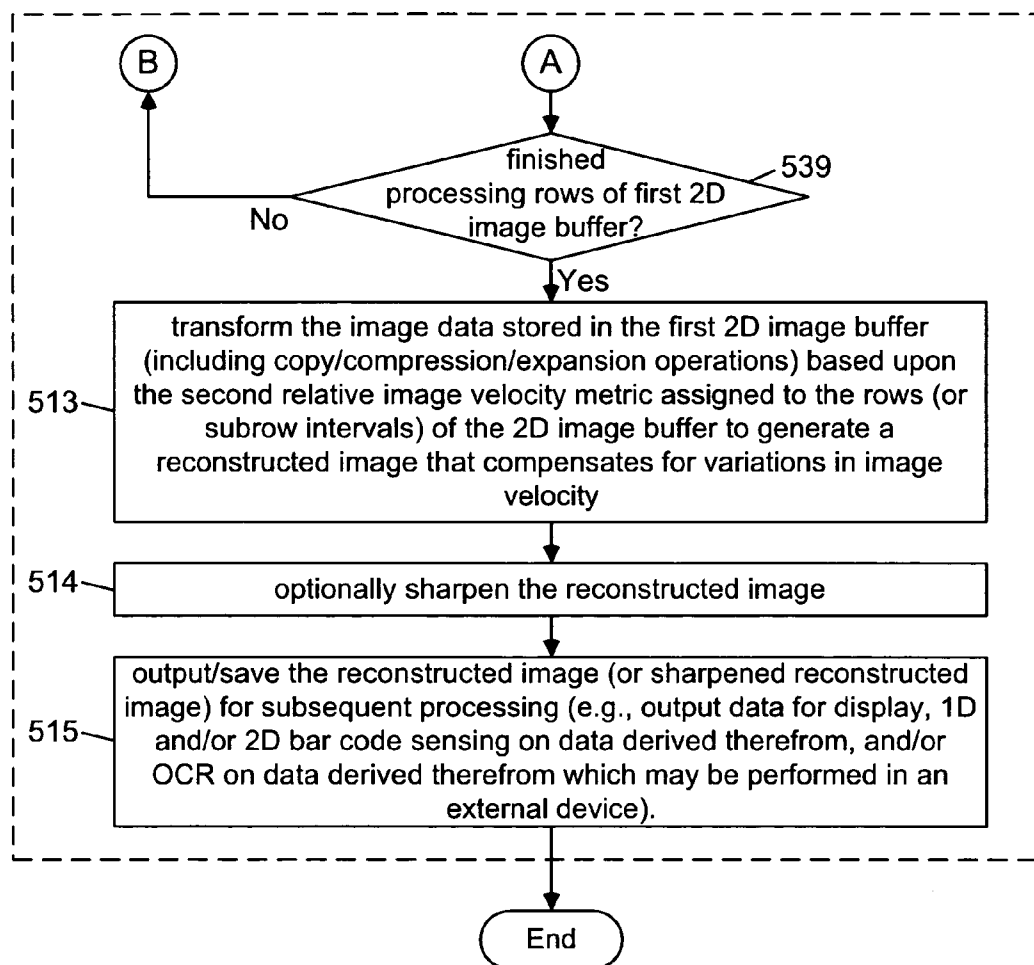 B
A
finished
processing rows of first 2D
image buffer?
539
No
Yes
transform the image data stored in the first 2D image buffer
(including copy/compression/expansion operations) based upon
the second relative image velocity metric assigned to the rows (or
subrow intervals) of the 2D image buffer to generate a
reconstructed image that compensates for variations in image
velocity
513
514
optionally sharpen the reconstructed image
output/save the reconstructed image (or sharpened reconstructed
image) for subsequent processing (e.g., output data for display, 1D
and/or 2D bar code sensing on data derived therefrom, and/or
OCR on data derived therefrom which may be performed in an
external device).
515
End